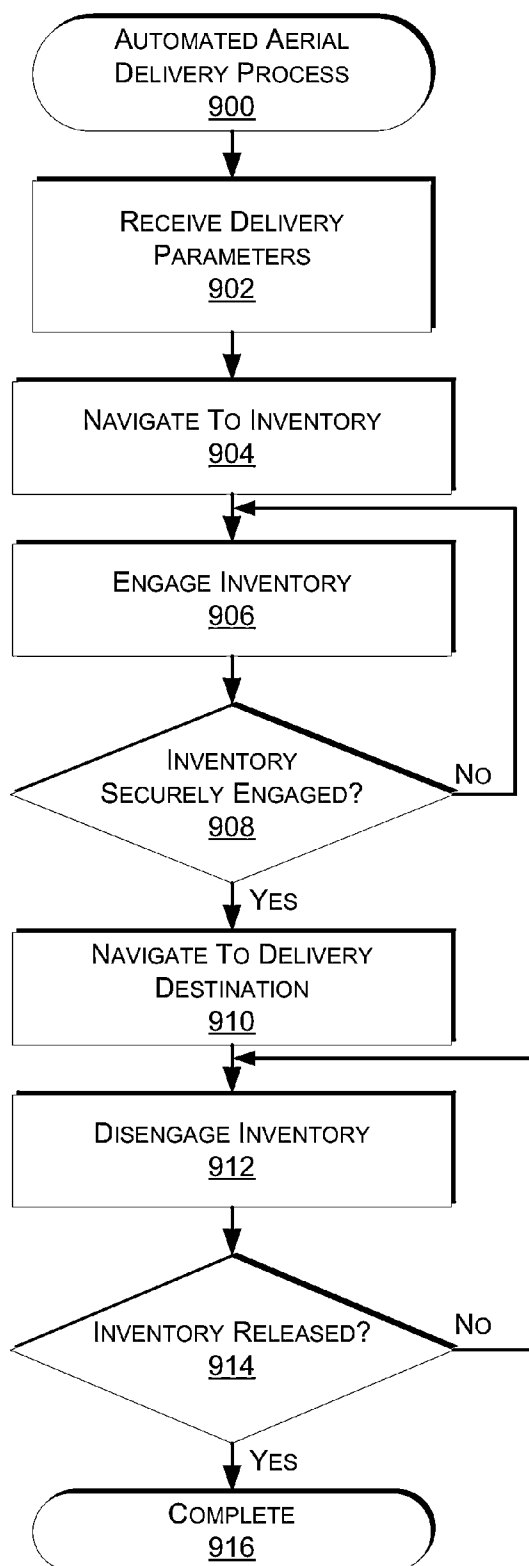 AUTOMATED AERIAL
DELIVERY PROCESS
900
RECEIVE DELIVERY
PARAMETERS
902
NAVIGATE TO INVENTORY
904
ENGAGE INVENTORY
906
INVENTORY
SECURELY ENGAGED?
908
NO
YES
NAVIGATE TO DELIVERY
DESTINATION
910
DISENGAGE INVENTORY
912
INVENTORY RELEASED?
914
NO
YES
COMPLETE
916